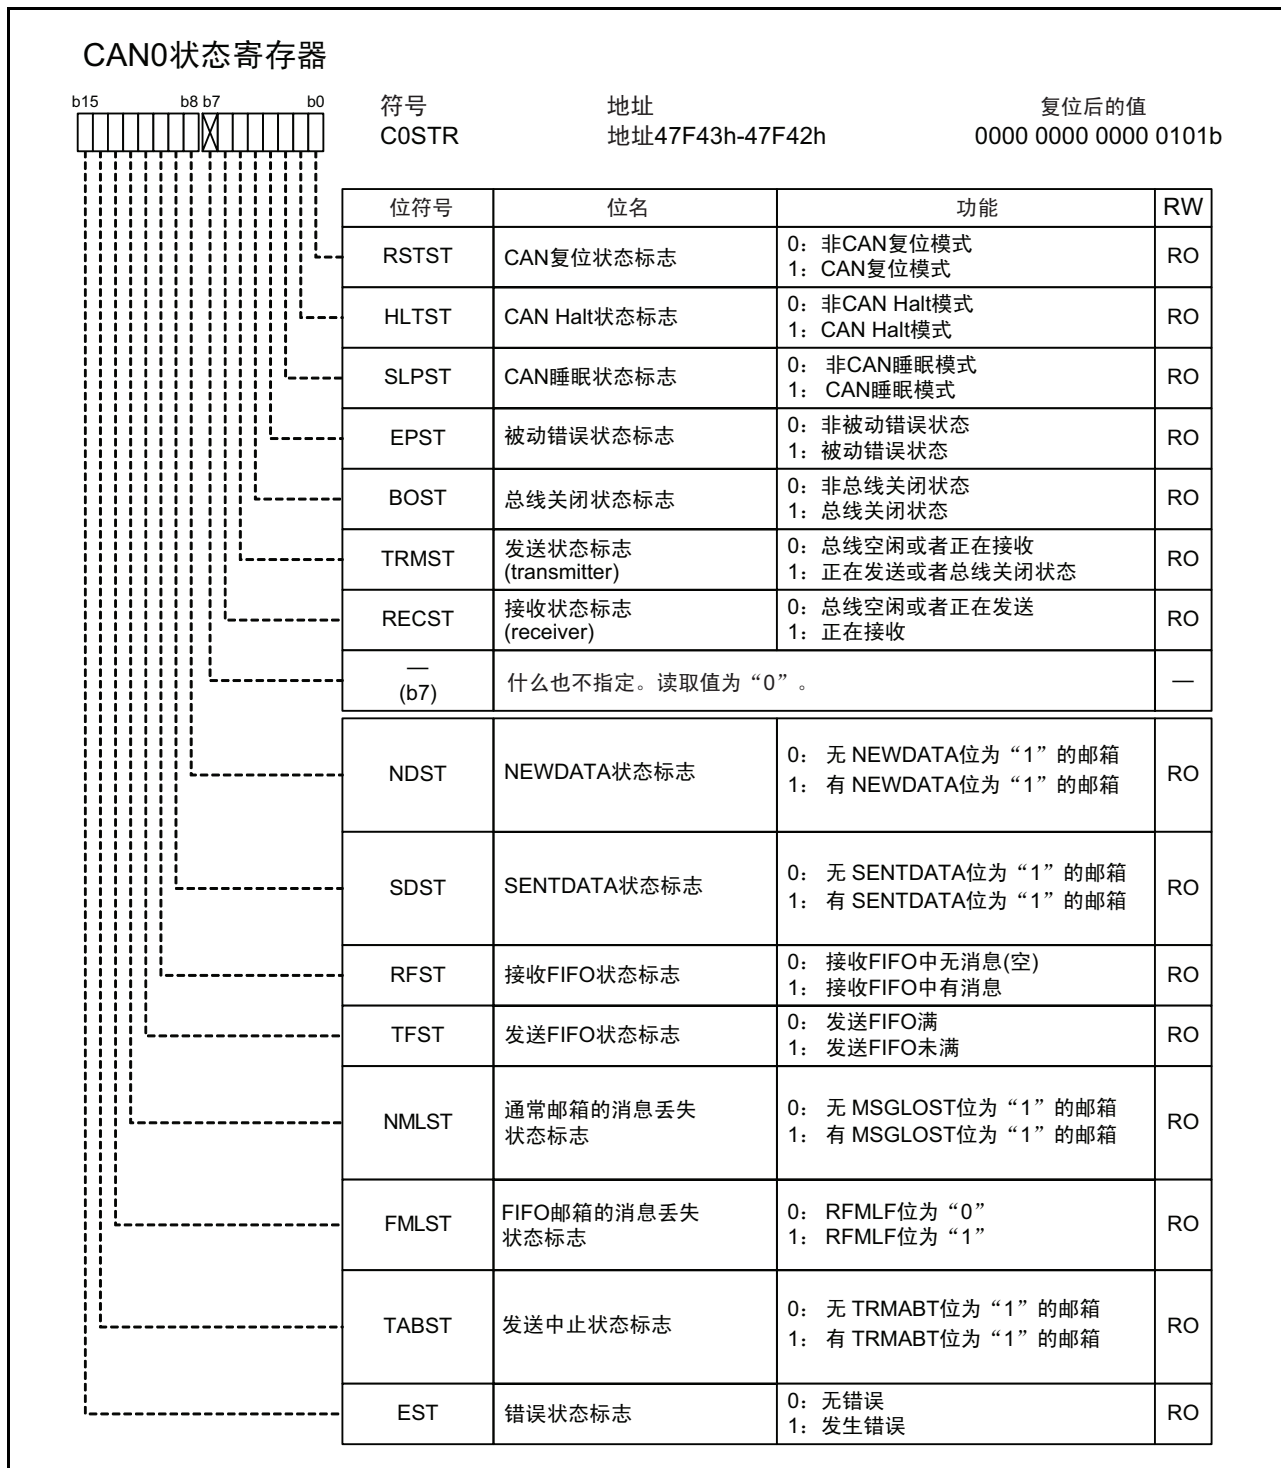 CAN0状态寄存器
b15 b8 b7 b0
符号 地址 复位后的值
C0STR 地址47F43h-47F42h 0000 0000 0000 0101b
位符号 位名 功能 RW
RSTST CAN复位状态标志 0：非CAN复位模式 RO
1：CAN复位模式
HLTST CAN Halt状态标志 0：非CAN Halt模式 RO
1：CAN Halt模式
SLPST CAN睡眠状态标志 0： 非CAN睡眠模式 RO
1： CAN睡眠模式
EPST 被动错误状态标志 0：非被动错误状态 RO
1：被动错误状态
BOST 总线关闭状态标志 0：非总线关闭状态 RO
1：总线关闭状态
TRMST 发送状态标志 0：总线空闲或者正在接收 RO
(transmitter) 1：正在发送或者总线关闭状态
RECST 接收状态标志 0：总线空闲或者正在发送 RO
(receiver) 1：正在接收
— 什么也不指定。读取值为“0”。 —
(b7)
NDST NEWDATA状态标志 0： 无 NEWDATA位为“1”的邮箱 RO
1： 有 NEWDATA位为“1”的邮箱
SDST SENTDATA状态标志 0： 无 SENTDATA位为“1”的邮箱 RO
1： 有 SENTDATA位为“1”的邮箱
RFST 接收FIFO状态标志 0： 接收FIFO中无消息(空) RO
1： 接收FIFO中有消息
TFST 发送FIFO状态标志 0： 发送FIFO满 RO
1： 发送FIFO未满
NMLST 通常邮箱的消息丢失 0： 无 MSGLOST位为“1”的邮箱 RO
状态标志 1： 有 MSGLOST位为“1”的邮箱
FMLST FIFO邮箱的消息丢失 0： RFMLF位为“0” RO
状态标志 1： RFMLF位为“1”
TABST 发送中止状态标志 0： 无 TRMABT位为“1”的邮箱 RO
1： 有 TRMABT位为“1”的邮箱
EST 错误状态标志 0：无错误 RO
1：发生错误